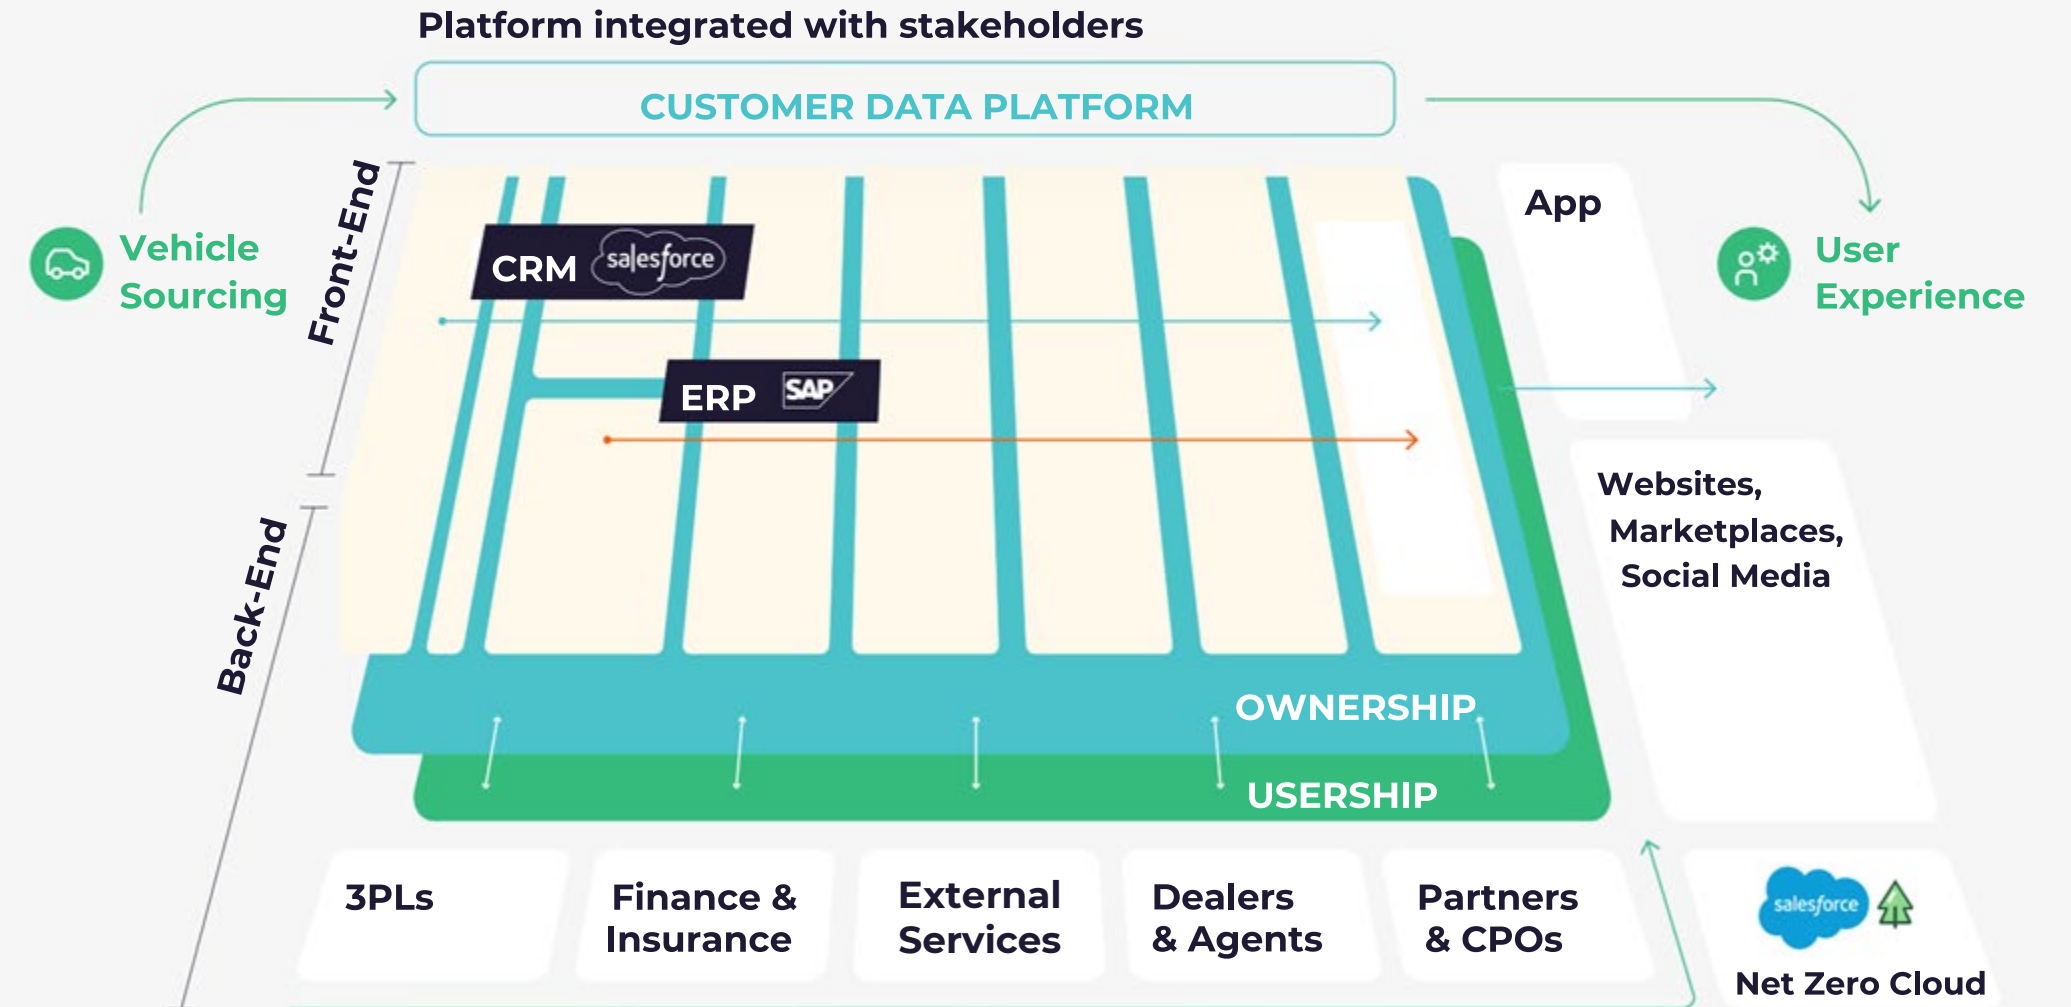 Platform integrated with stakeholders
CUSTOMER DATA PLATFORM
Vehicle
Sourcing
Front-End
Back-End
CRM salesforce
ERP SAP
App
User
Experience
Websites,
Marketplaces,
Social Media
OWNERSHIP
USERSHIP
3PLs
Finance &
Insurance
External
Services
Dealers
& Agents
Partners
& CPOs
salesforce
Net Zero Cloud